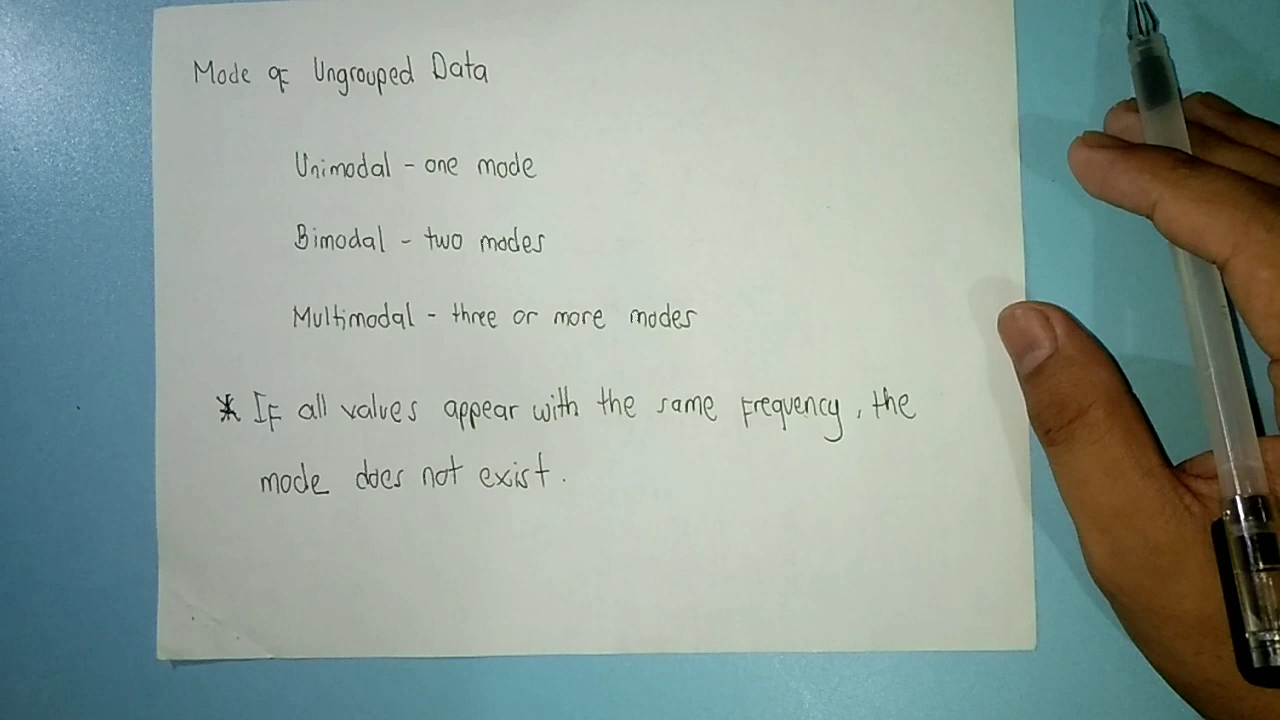 Mode of Ungrouped Data
Unimodal - one mode
Bimodal - two modes
Multimodal - three or more modes
* If all values appear with the same frequency, the
mode does not exist.